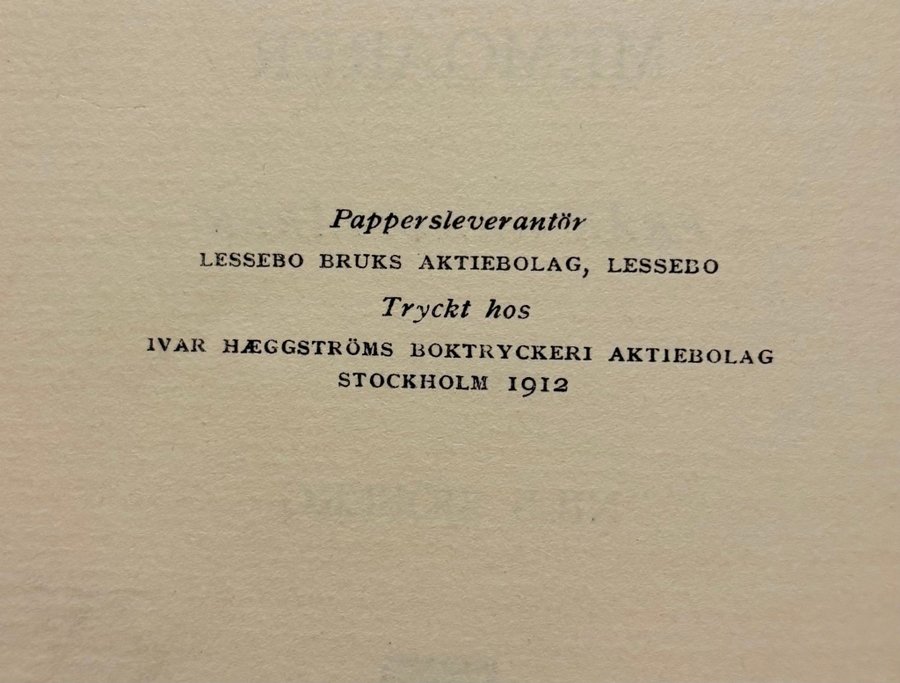 Pappersleverantör
LESSEBO BRUKS AKTIEBOLAG, LESSEBO
Tryckt hos
IVAR HÆGGSTRÖMS BOKTRYCKERI AKTIEBOLAG
STOCKHOLM 1912